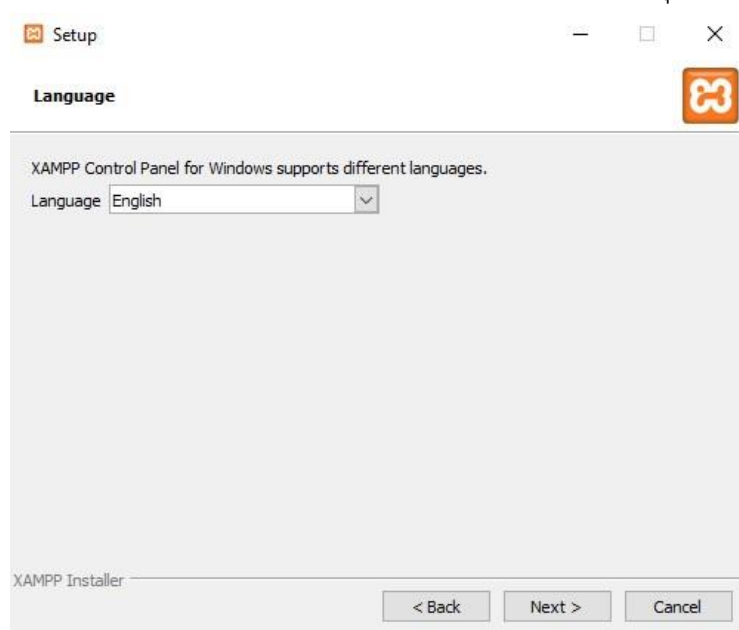 Setup
Language
XAMPP Control Panel for Windows supports different languages.
Language English
XAMPP Installer
< Back Next > Cancel